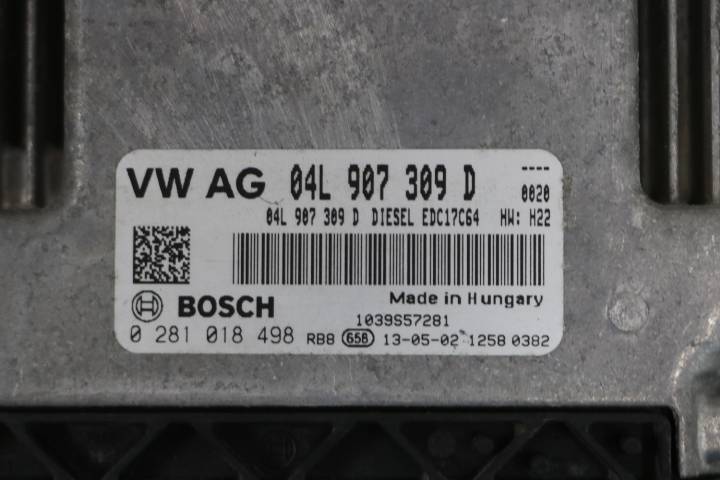 VW AG 04L 907 309 D ----
0020
04L 907 309 D DIESEL EDC17C64 HW: H22
BOSCH
Made in Hungary
1039S57281
0 281 018 498 RB8 658 13-05-02 1258 0382